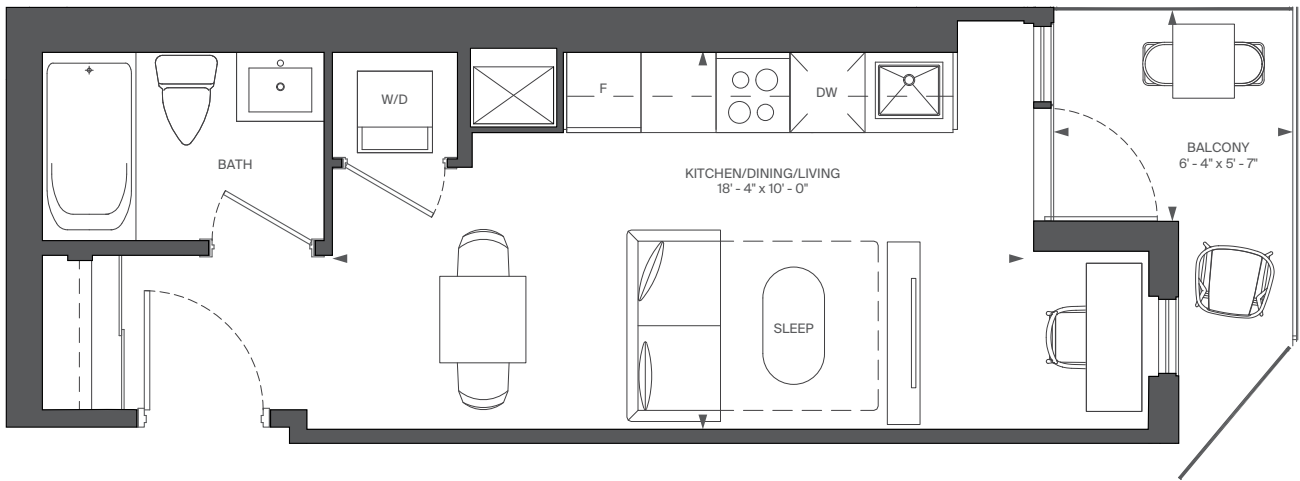 BATH
W/D
F
DW
KITCHEN/DINING/LIVING
18' - 4" x 10' - 0"
BALCONY
6' - 4" x 5' - 7"
SLEEP